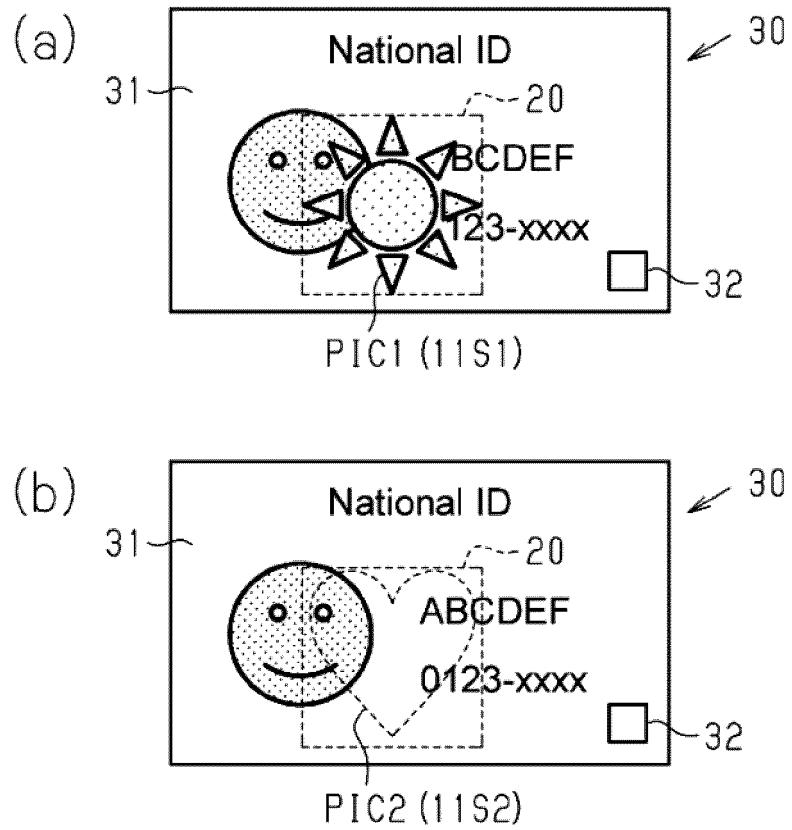 (a)
National ID
30
31
20
BCDEF
123-xxxx
32
PIC1(11S1)
(b)
National ID
30
31
20
ABCDEF
0123-xxxx
32
PIC2(11S2)